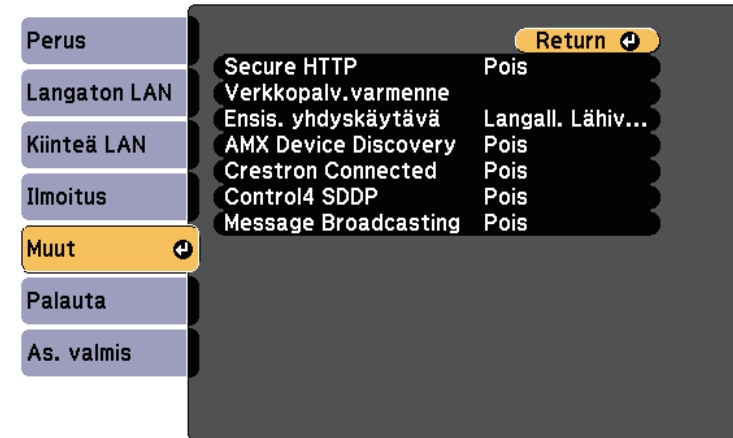 Perus
Langaton LAN
Kiinteä LAN
Ilmoitus
Muut
Palauta
As. valmis
Return
Secure HTTP Pois
Verkkopalv.varmenne
Ensis. yhdyskäytävä Langall. Lähiv...
AMX Device Discovery Pois
Crestron Connected Pois
Control4 SDDP Pois
Message Broadcasting Pois